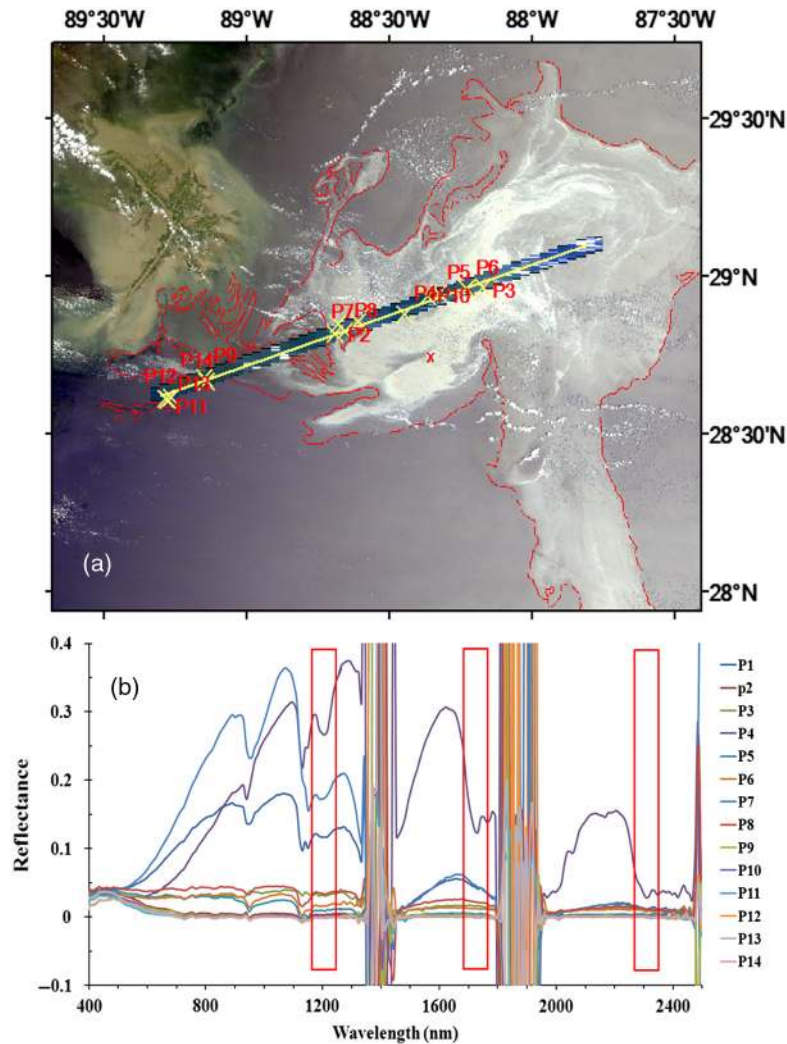 89°30'W 89°W 88°30'W 88°W 87°30'W
29°30'N
29°N
28°30'N
28°N
P5 P6
P3
P10
P7 P8
P2
P14 P9
P12
P13
P11
x
(a)
(b)
0.4
0.3
0.2
0.1
0
−0.1
Reflectance
400 800 1200 1600 2000 2400
Wavelength (nm)
P1
p2
P3
P4
P5
P6
P7
P8
P9
P10
P11
P12
P13
P14